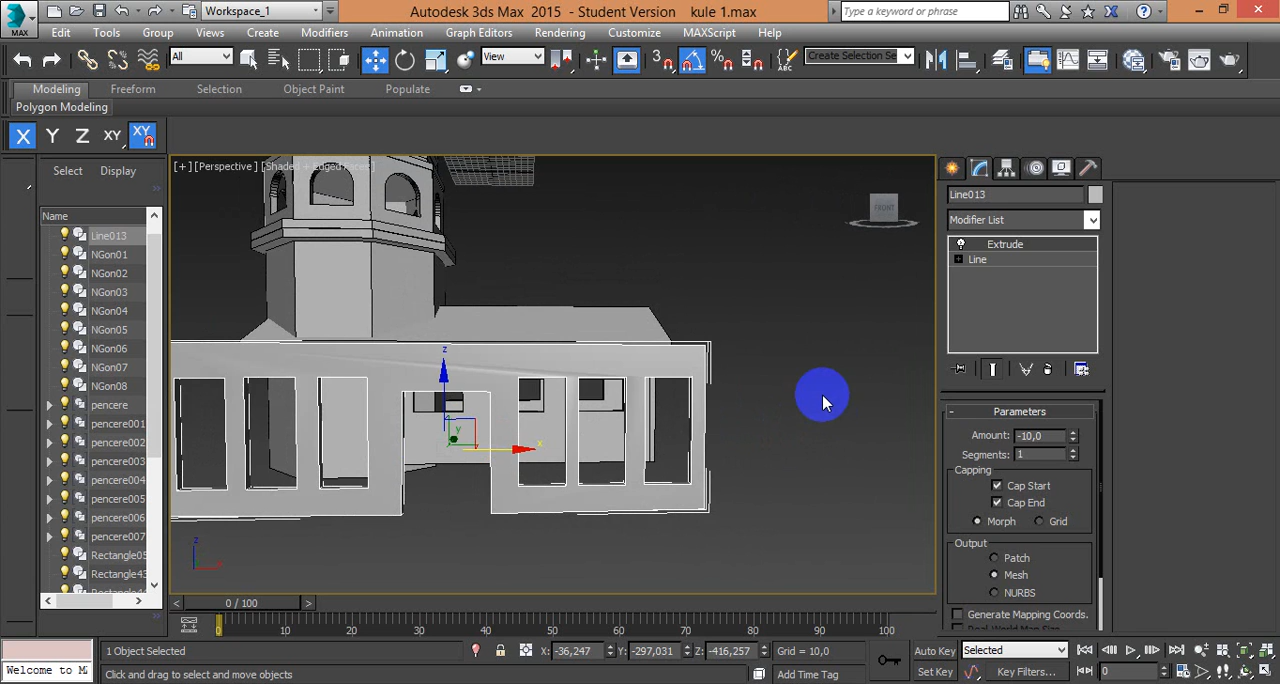 Workspace_1
Autodesk 3ds Max 2015 - Student Version kule 1.max
Type a keyword or phrase
MAX
Edit Tools Group Views Create Modifiers Animation Graph Editors Rendering Customize MAXScript Help
All
View
3
Create Selection Se
Modeling Freeform Selection Object Paint Populate
Polygon Modeling
X Y Z XY XY
[+] [Perspective] [Shaded + Edged Faces]
Select Display
Name
Line013
NGon01
NGon02
NGon03
NGon05
NGon04
NGon05
NGon06
NGon07
NGon08
pencere
pencere001
pencere002
pencere003
pencere004
pencere005
pencere006
pencere007
Rectangle05
Rectangle43
FRONT
z
y
x
z
Line013
Modifier List
Extrude
Line
Parameters
Amount: -10,0
Segments: 1
Capping
Cap Start
Cap End
Morph Grid
Output
Patch
Mesh
NURBS
Generate Mapping Coords.
0 / 100
0 10 20 30 40 50 60 70 80 90 100
Welcome to M
1 Object Selected
Click and drag to select and move objects
X: -36,247 Y: -297,031 Z: -416,257 Grid = 10,0
Add Time Tag
Auto Key Selected
Set Key Key Filters...
0